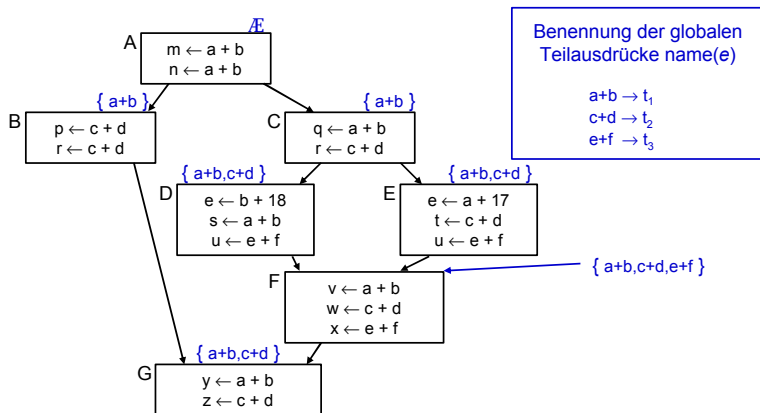 Æ
A
m ← a + b
n ← a + b
Benennung der globalen
Teilausdrücke name(e)
a+b → t₁
c+d → t₂
e+f → t₃
{ a+b }
{ a+b }
B
p ← c + d
r ← c + d
C
q ← a + b
r ← c + d
{ a+b,c+d }
{ a+b,c+d }
D
e ← b + 18
s ← a + b
u ← e + f
E
e ← a + 17
t ← c + d
u ← e + f
{ a+b,c+d,e+f }
F
v ← a + b
w ← c + d
x ← e + f
{ a+b,c+d }
G
y ← a + b
z ← c + d